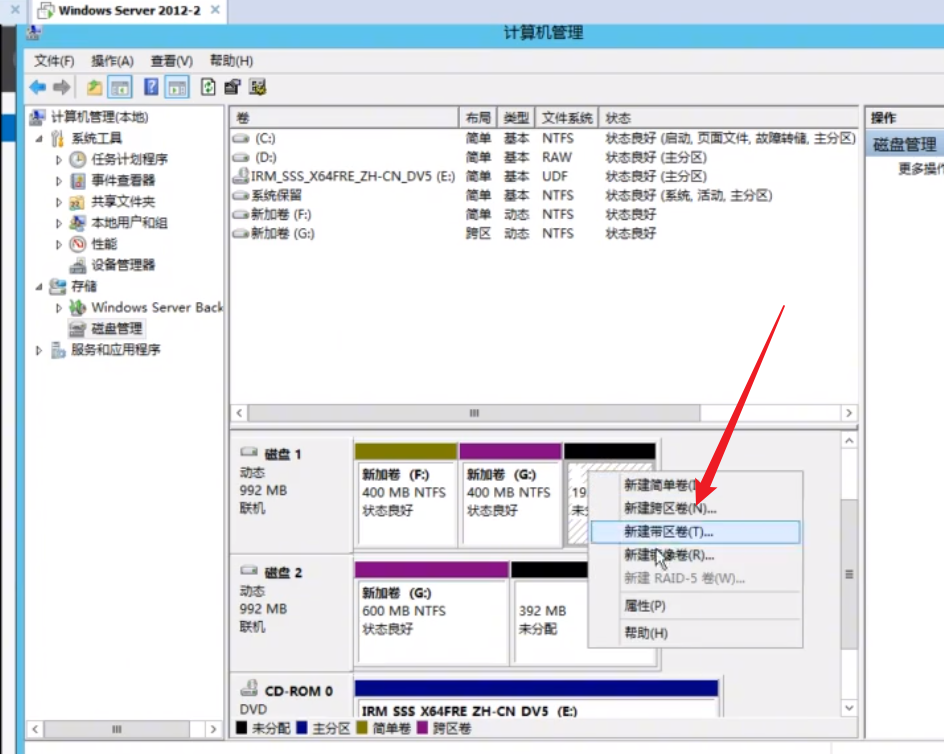 Windows Server 2012-2
计算机管理
文件(F) 操作(A) 查看(V) 帮助(H)
计算机管理(本地)
系统工具
任务计划程序
事件查看器
共享文件夹
本地用户和组
性能
设备管理器
存储
Windows Server Back
磁盘管理
服务和应用程序
卷 布局 类型 文件系统 状态
(C:) 简单 基本 NTFS 状态良好 (启动, 页面文件, 故障转储, 主分区)
(D:) 简单 基本 RAW 状态良好 (主分区)
IRM_SSS_X64FRE_ZH-CN_DV5 (E:) 简单 基本 UDF 状态良好 (主分区)
系统保留 简单 基本 NTFS 状态良好 (系统, 活动, 主分区)
新加卷 (F:) 简单 动态 NTFS 状态良好
新加卷 (G:) 跨区 动态 NTFS 状态良好
操作
磁盘管理
更多操作
磁盘 1
动态
992 MB
联机
新加卷 (F:)
400 MB NTFS
状态良好
新加卷 (G:)
400 MB NTFS
状态良好
19
未
新建简单卷
新建跨区卷(N)...
新建带区卷(T)...
新建镜像卷(R)...
新建 RAID-5 卷(W)...
属性(P)
帮助(H)
磁盘 2
动态
992 MB
联机
新加卷 (G:)
600 MB NTFS
状态良好
392 MB
未分配
CD-ROM 0
DVD
IRM_SSS_X64FRE_ZH-CN_DV5 (E:)
未分配 主分区 简单卷 跨区卷